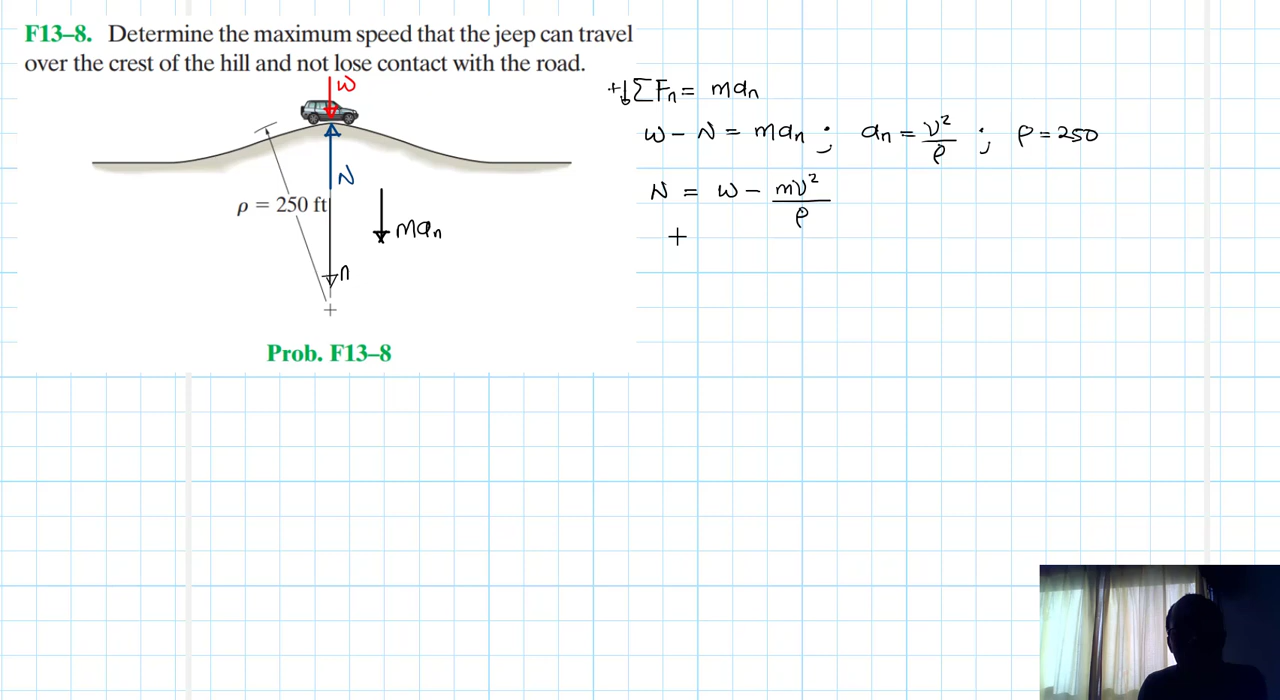 F13–8. Determine the maximum speed that the jeep can travel
over the crest of the hill and not lose contact with the road.
W
N
ρ = 250 ft
man
n
Prob. F13–8
+↓ΣFn = man
W − N = man ; an = v²/ρ ; ρ = 250
N = W − mv²/ρ
+